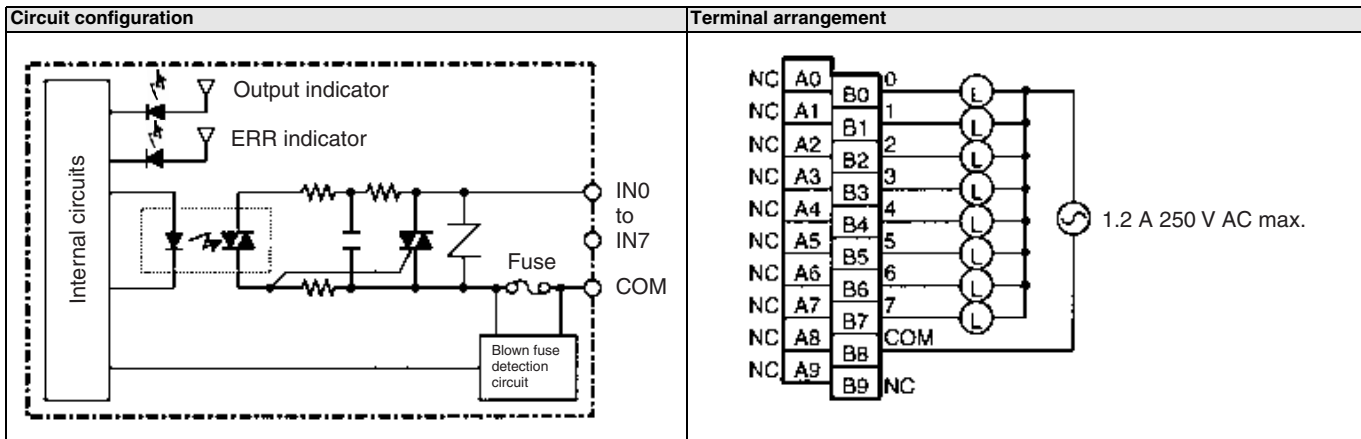 Circuit configuration
Terminal arrangement
Output indicator
ERR indicator
Internal circuits
IN0
to
IN7
Fuse
COM
Blown fuse
detection
circuit
NC A0
B0 0 L
NC A1
B1 1 L
NC A2
B2 2 L
NC A3
B3 3 L
NC A4
B4 4 L
NC A5
B5 5 L
NC A6
B6 6 L
NC A7
B7 7 L
NC A8
B8 COM
NC A9
B9 NC
1.2 A 250 V AC max.